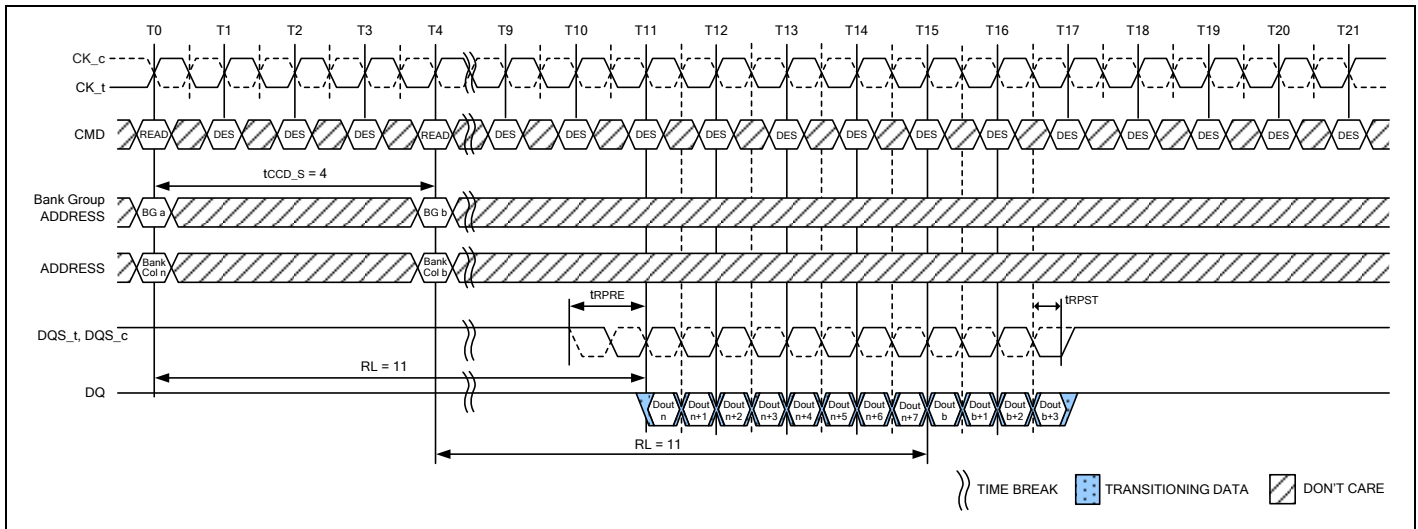 T0 T1 T2 T3 T4 T9 T10 T11 T12 T13 T14 T15 T16 T17 T18 T19 T20 T21
CK_c
CK_t
CMD READ DES DES DES READ DES DES DES DES DES DES DES DES DES DES DES DES DES
tCCD_S = 4
Bank Group
ADDRESS BG a BG b
ADDRESS Bank Col n Bank Col b
tRPRE tRPST
DQS_t, DQS_c
RL = 11
DQ Dout n Dout n+1 Dout n+2 Dout n+3 Dout n+4 Dout n+5 Dout n+6 Dout n+7 Dout b Dout b+1 Dout b+2 Dout b+3
RL = 11
TIME BREAK TRANSITIONING DATA DON'T CARE